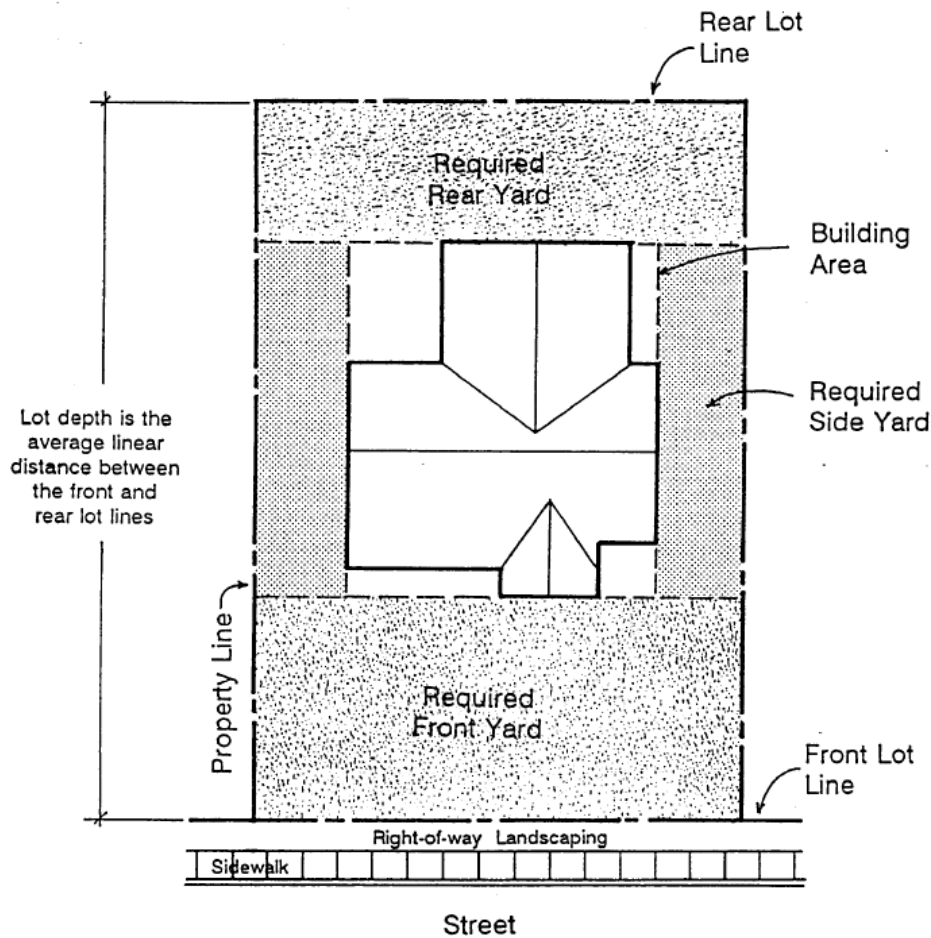 Rear Lot
Line
Required
Rear Yard
Building
Area
Required
Side Yard
Lot depth is the
average linear
distance between
the front and
rear lot lines
Property Line
Required
Front Yard
Front Lot
Line
Right-of-way Landscaping
Sidewalk
Street